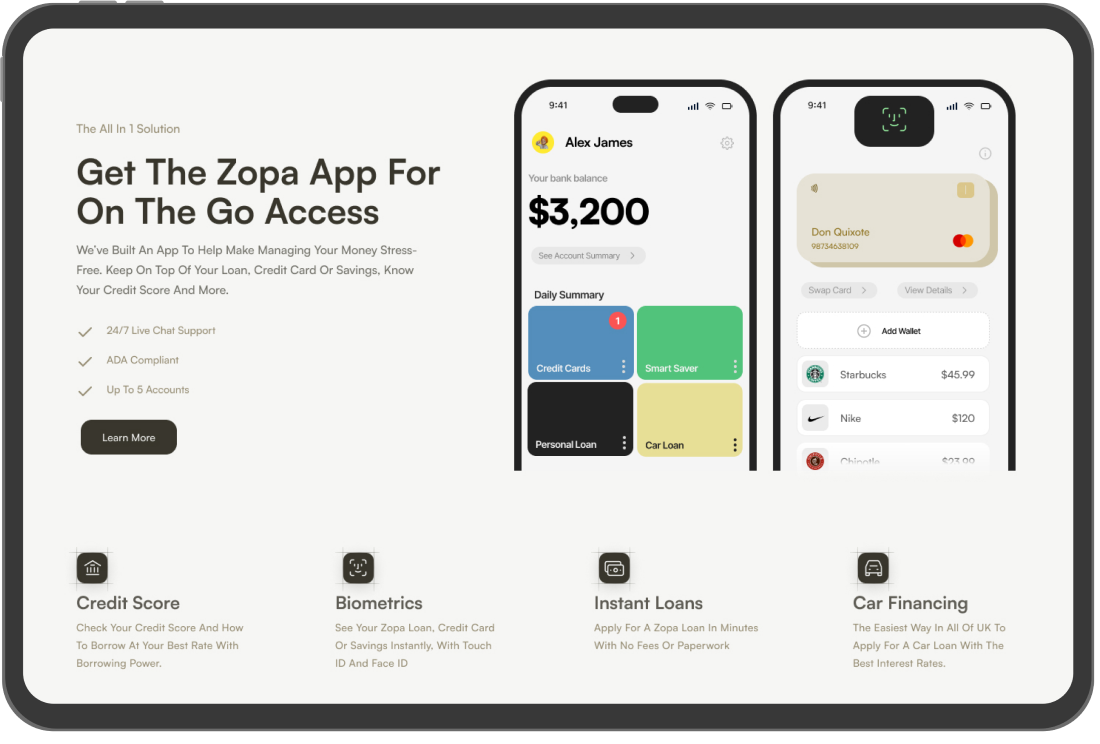 The All In 1 Solution
Get The Zopa App For
On The Go Access
We've Built An App To Help Make Managing Your Money Stress-
Free. Keep On Top Of Your Loan, Credit Card Or Savings, Know
Your Credit Score And More.
24/7 Live Chat Support
ADA Compliant
Up To 5 Accounts
Learn More
9:41
Alex James
Your bank balance
$3,200
See Account Summary
Daily Summary
1
Credit Cards
Smart Saver
Personal Loan
Car Loan
9:41
Don Quixote
98734638109
Swap Card
View Details
Add Wallet
Starbucks $45.99
Nike $120
Chipotle $23.99
Credit Score
Check Your Credit Score And How
To Borrow At Your Best Rate With
Borrowing Power.
Biometrics
See Your Zopa Loan, Credit Card
Or Savings Instantly, With Touch
ID And Face ID
Instant Loans
Apply For A Zopa Loan In Minutes
With No Fees Or Paperwork
Car Financing
The Easiest Way In All Of UK To
Apply For A Car Loan With The
Best Interest Rates.